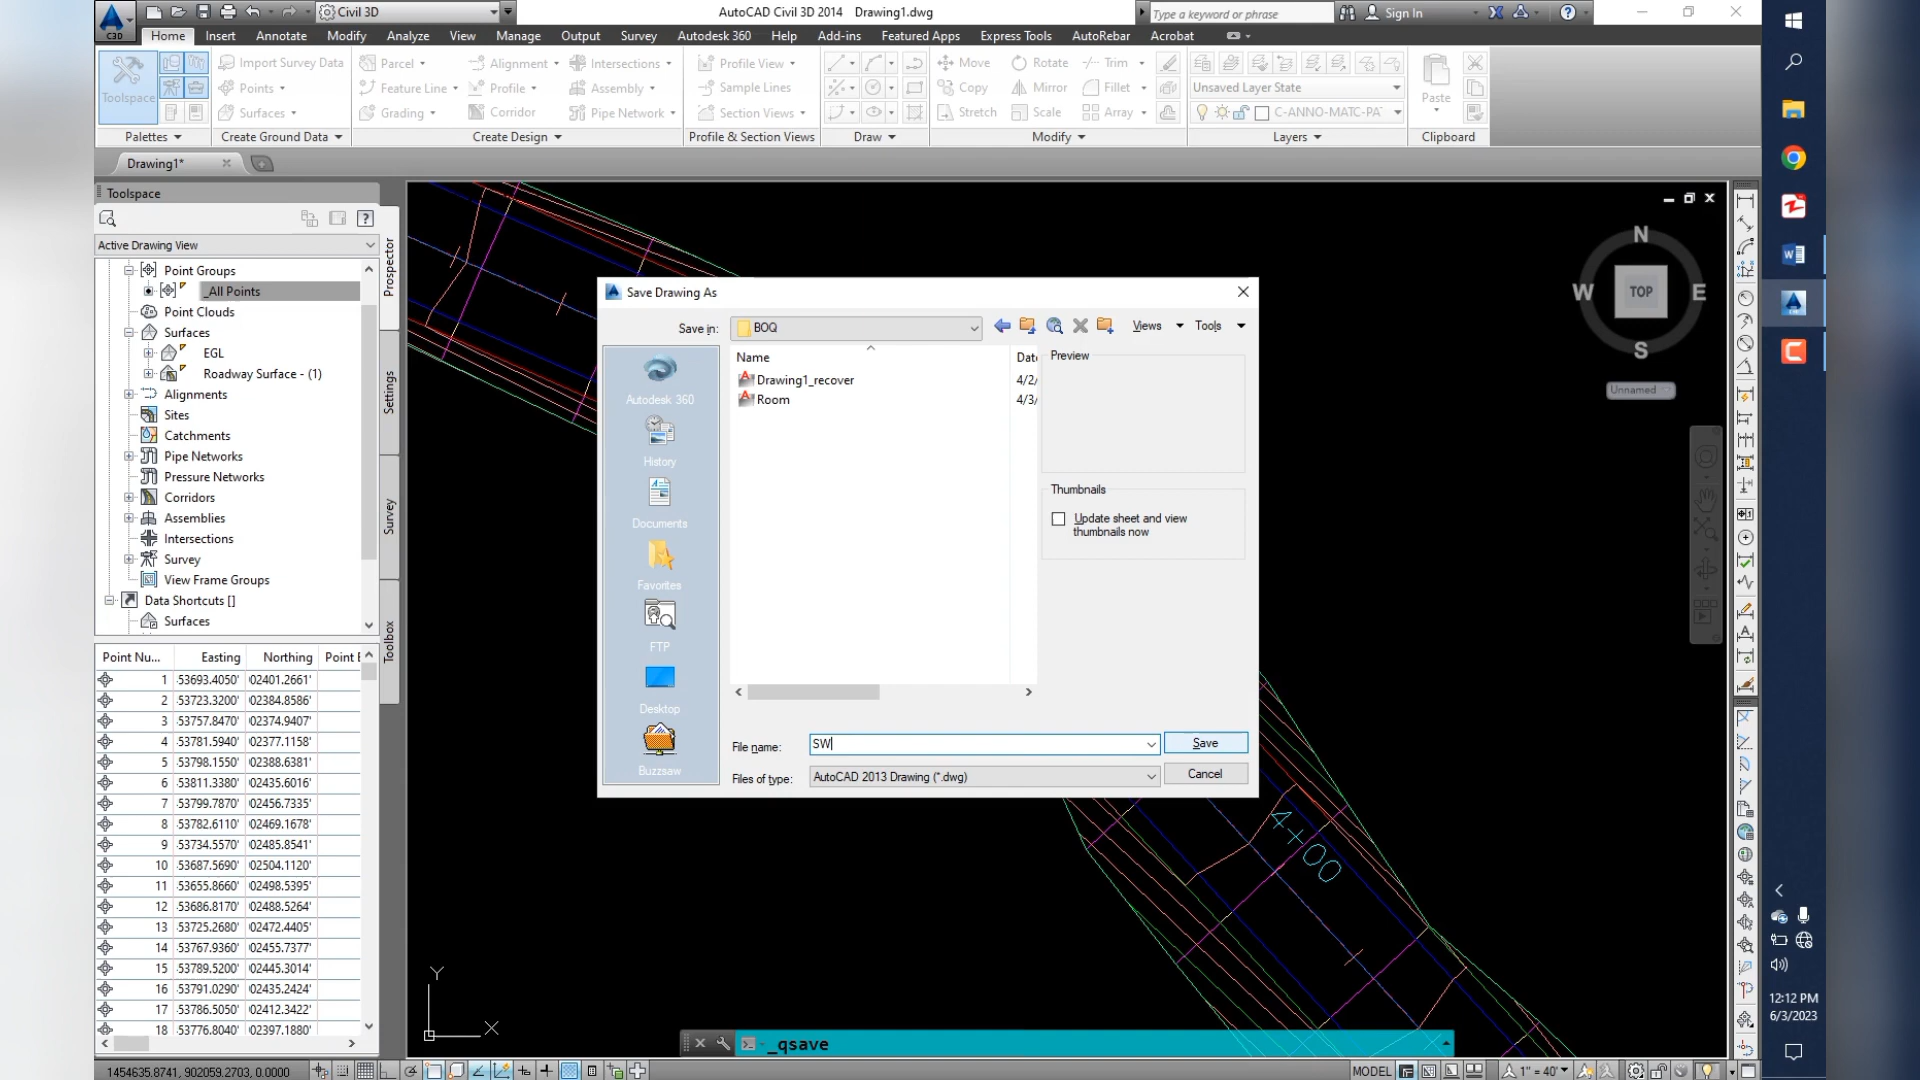 Civil 3D
AutoCAD Civil 3D 2014 Drawing1.dwg
Type a keyword or phrase
Sign In
C3D
Home Insert Annotate Modify Analyze View Manage Output Survey Autodesk 360 Help Add-ins Featured Apps Express Tools AutoRebar Acrobat
Toolspace
Import Survey Data
Points
Surfaces
Parcel
Feature Line
Grading
Alignment
Profile
Corridor
Intersections
Assembly
Pipe Network
Profile View
Sample Lines
Section Views
Move
Copy
Stretch
Rotate
Mirror
Scale
Trim
Fillet
Array
Unsaved Layer State
C-ANNO-MATC-PA
Paste
Palettes
Create Ground Data
Create Design
Profile & Section Views
Draw
Modify
Layers
Clipboard
Drawing1*
Toolspace
Active Drawing View
Point Groups
_All Points
Point Clouds
Surfaces
EGL
Roadway Surface - (1)
Alignments
Sites
Catchments
Pipe Networks
Pressure Networks
Corridors
Assemblies
Intersections
Survey
View Frame Groups
Data Shortcuts []
Surfaces
Prospector
Settings
Survey
Toolbox
Point Nu... Easting Northing Point E
1 53693.4050' 02401.2661'
2 53723.3200' 02384.8586'
3 53757.8470' 02374.9407'
4 53781.5940' 02377.1158'
5 53798.1550' 02388.6381'
6 53811.3380' 02435.6016'
7 53799.7870' 02456.7335'
8 53782.6110' 02469.1678'
9 53734.5570' 02485.8541'
10 53687.5690' 02504.1120'
11 53655.8660' 02498.5395'
12 53686.8170' 02488.5264'
13 53725.2680' 02472.4405'
14 53767.9360' 02455.7377'
15 53789.5200' 02445.3014'
16 53791.0290' 02435.2424'
17 53786.5050' 02412.3422'
18 53776.8040' 02397.1880'
Save Drawing As
Save in: BOQ
Views Tools
Name Date
Drawing1_recover 4/2/
Room 4/3/
Preview
Thumbnails
Update sheet and view
thumbnails now
Autodesk 360
History
Documents
Favorites
FTP
Desktop
Buzzsaw
File name: SW
Save
Files of type: AutoCAD 2013 Drawing (*.dwg)
Cancel
N
W TOP E
S
Unnamed
4+00
Y
X
_qsave
1454635.8741, 902059.2703, 0.0000
MODEL
1" = 40'
12:12 PM
6/3/2023